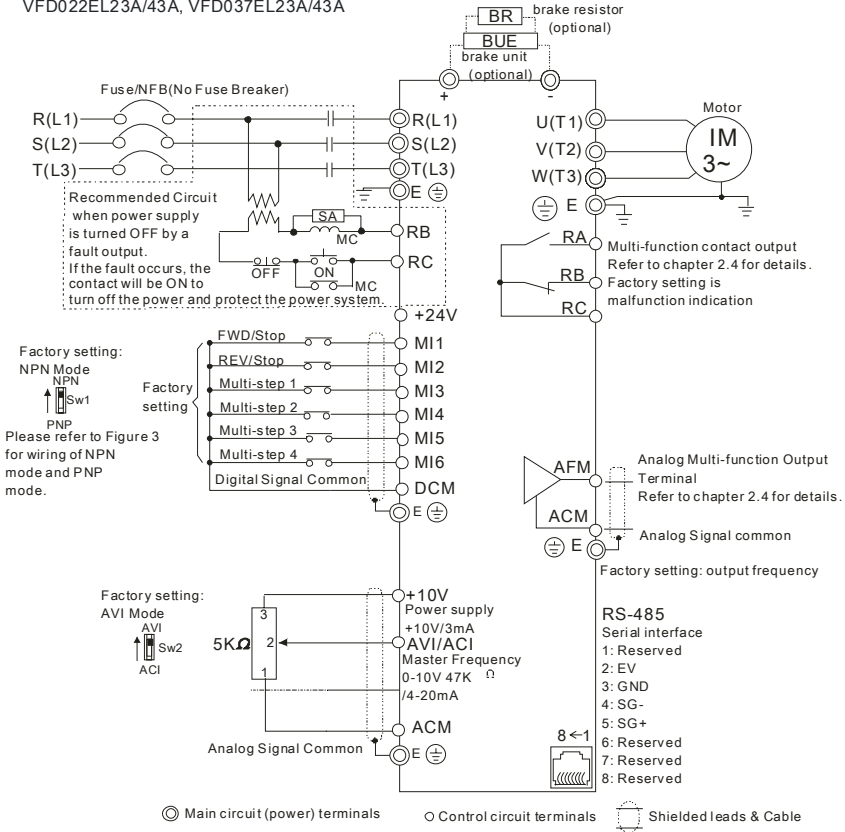 VFD022EL23A/43A, VFD037EL23A/43A
BR
brake resistor
(optional)
BUE
brake unit
(optional)
+
-
Fuse/NFB(No Fuse Breaker)
R(L1)
S(L2)
T(L3)
R(L1)
S(L2)
T(L3)
E
U(T1)
V(T2)
W(T3)
E
Motor
IM
3~
Recommended Circuit
when power supply
is turned OFF by a
fault output.
If the fault occurs, the
contact will be ON to
turn off the power and protect the power system.
SA
MC
OFF
ON
MC
RB
RC
RA
RB
RC
Multi-function contact output
Refer to chapter 2.4 for details.
Factory setting is
malfunction indication
+24V
Factory setting:
NPN Mode
NPN
Sw1
PNP
Please refer to Figure 3
for wiring of NPN
mode and PNP
mode.
Factory
setting
FWD/Stop
REV/Stop
Multi-step 1
Multi-step 2
Multi-step 3
Multi-step 4
Digital Signal Common
MI1
MI2
MI3
MI4
MI5
MI6
DCM
E
AFM
ACM
E
Analog Multi-function Output
Terminal
Refer to chapter 2.4 for details.
Analog Signal common
Factory setting: output frequency
Factory setting:
AVI Mode
AVI
Sw2
ACI
5KΩ
3
2
1
+10V
Power supply
+10V/3mA
AVI/ACI
Master Frequency
0-10V 47K Ω
/4-20mA
ACM
Analog Signal Common
E
RS-485
Serial interface
1: Reserved
2: EV
3: GND
4: SG-
5: SG+
6: Reserved
7: Reserved
8: Reserved
8←1
Main circuit (power) terminals
Control circuit terminals
Shielded leads & Cable